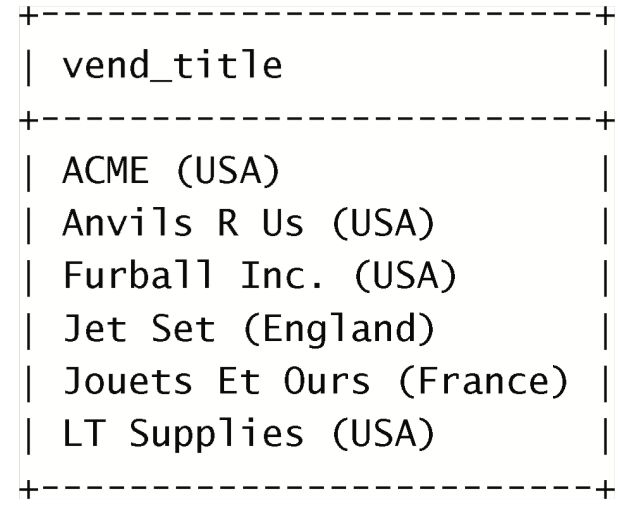 +---------------------------+
| vend_title                |
+---------------------------+
| ACME (USA)                |
| Anvils R Us (USA)         |
| Furball Inc. (USA)        |
| Jet Set (England)         |
| Jouets Et Ours (France)   |
| LT Supplies (USA)         |
+---------------------------+